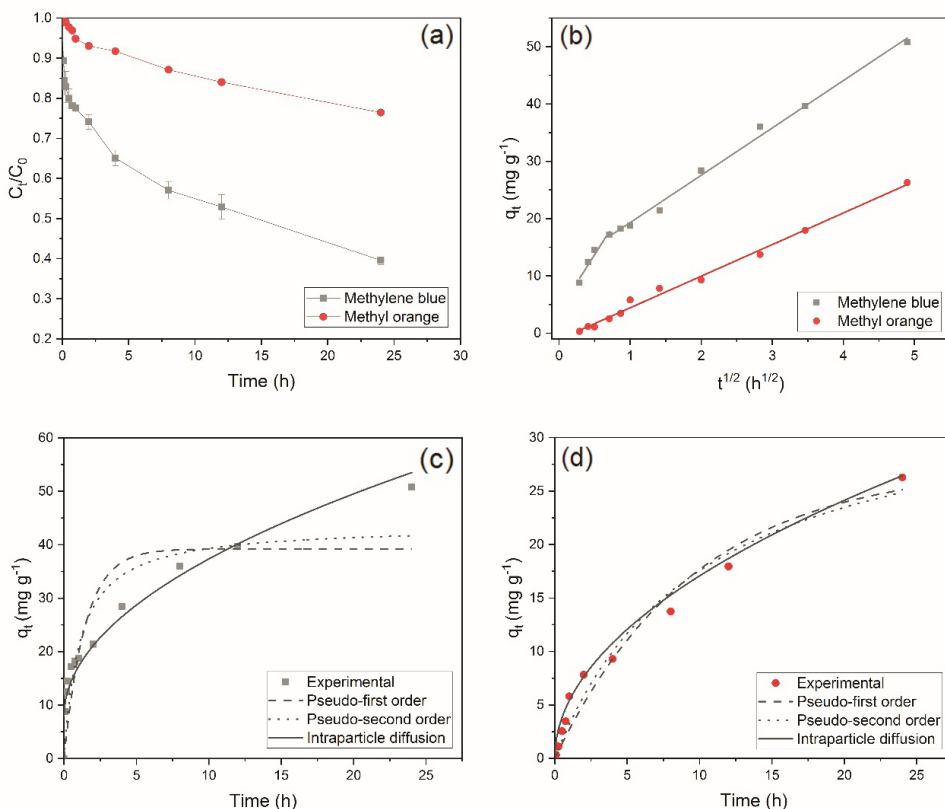 (a)
C_t/C_0
1.0
0.9
0.8
0.7
0.6
0.5
0.4
0.3
0.2
Methylene blue
Methyl orange
0 5 10 15 20 25 30
Time (h)
(b)
q_t (mg g^-1)
50
40
30
20
10
0
Methylene blue
Methyl orange
0 1 2 3 4 5
t^1/2 (h^1/2)
(c)
q_t (mg g^-1)
60
50
40
30
20
10
0
Experimental
Pseudo-first order
Pseudo-second order
Intraparticle diffusion
0 5 10 15 20 25
Time (h)
(d)
q_t (mg g^-1)
30
25
20
15
10
5
0
Experimental
Pseudo-first order
Pseudo-second order
Intraparticle diffusion
0 5 10 15 20 25
Time (h)